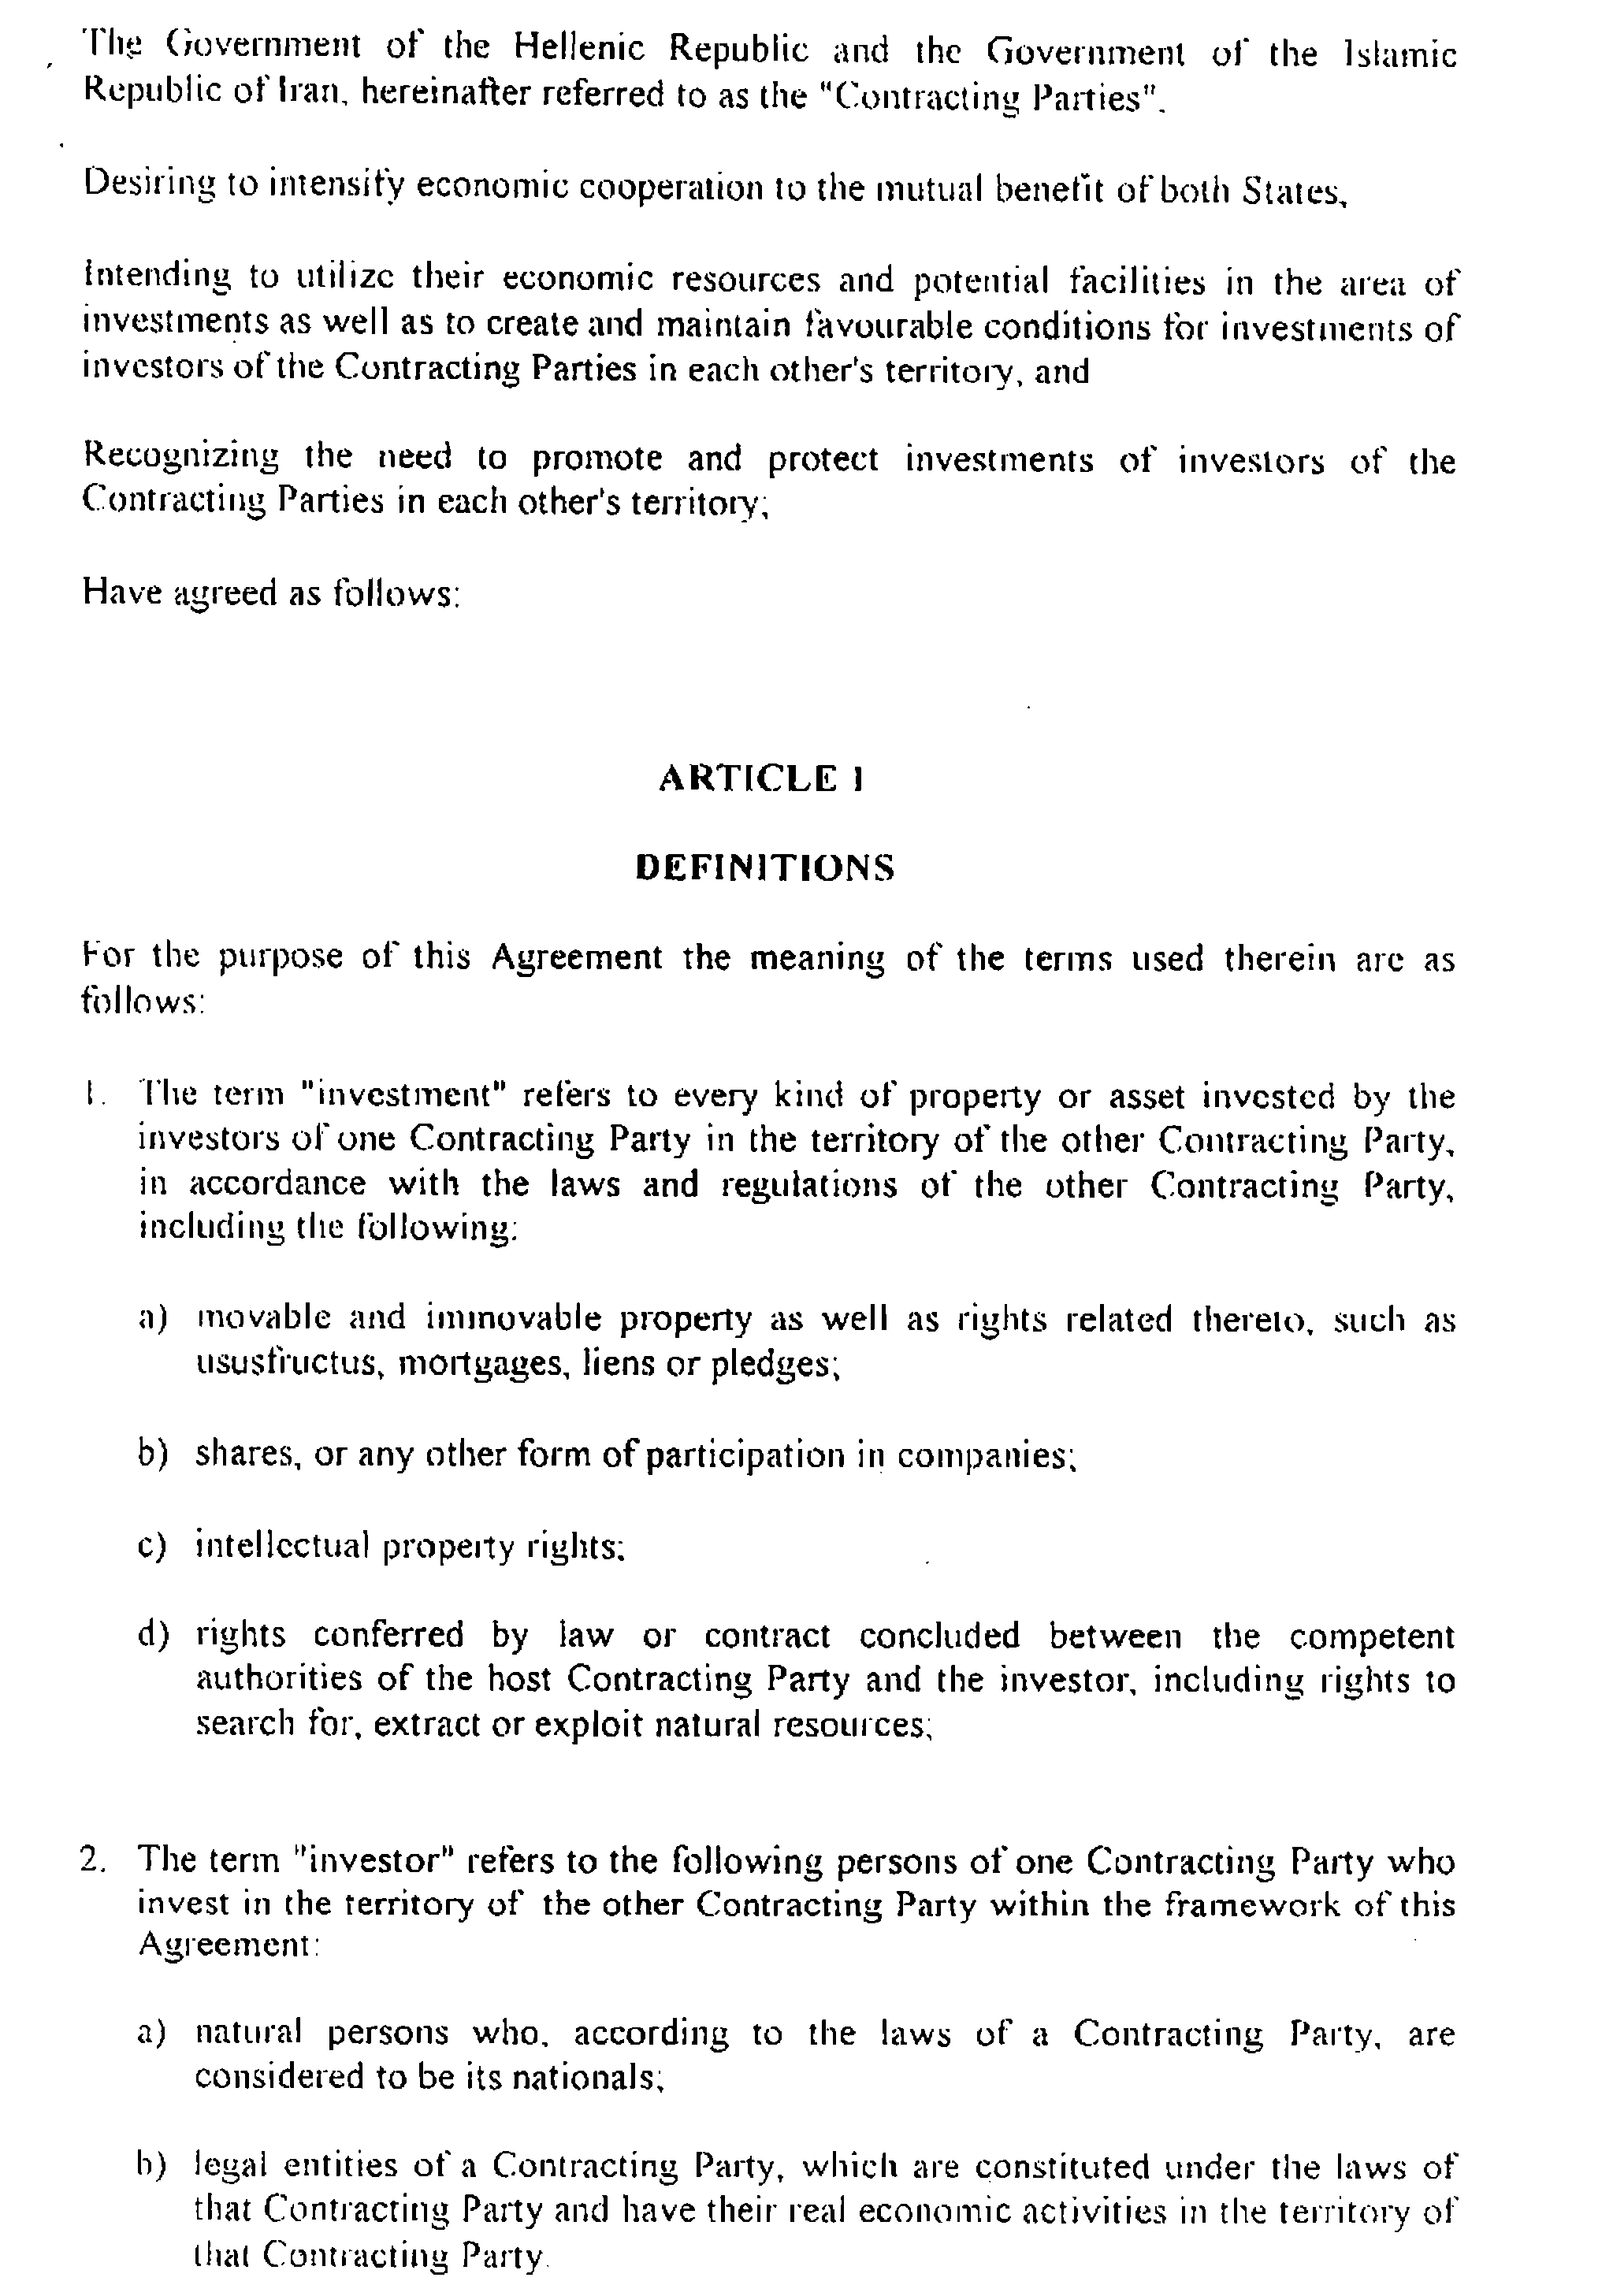 The Government of the Hellenic Republic and the Government of the Islamic
Republic of Iran, hereinafter referred to as the "Contracting Parties".
Desiring to intensify economic cooperation to the mutual benefit of both States,
Intending to utilize their economic resources and potential facilities in the area of
investments as well as to create and maintain favourable conditions for investments of
investors of the Contracting Parties in each other's territory, and
Recognizing the need to promote and protect investments of investors of the
Contracting Parties in each other's territory;
Have agreed as follows:
ARTICLE 1
DEFINITIONS
For the purpose of this Agreement the meaning of the terms used therein are as
follows:
1. The term "investment" refers to every kind of property or asset invested by the
investors of one Contracting Party in the territory of the other Contracting Party,
in accordance with the laws and regulations of the other Contracting Party,
including the following:
a) movable and immovable property as well as rights related thereto, such as
ususfructus, mortgages, liens or pledges;
b) shares, or any other form of participation in companies;
c) intellectual property rights;
d) rights conferred by law or contract concluded between the competent
authorities of the host Contracting Party and the investor, including rights to
search for, extract or exploit natural resources;
2. The term "investor" refers to the following persons of one Contracting Party who
invest in the territory of the other Contracting Party within the framework of this
Agreement:
a) natural persons who, according to the laws of a Contracting Party, are
considered to be its nationals;
b) legal entities of a Contracting Party, which are constituted under the laws of
that Contracting Party and have their real economic activities in the territory of
that Contracting Party.